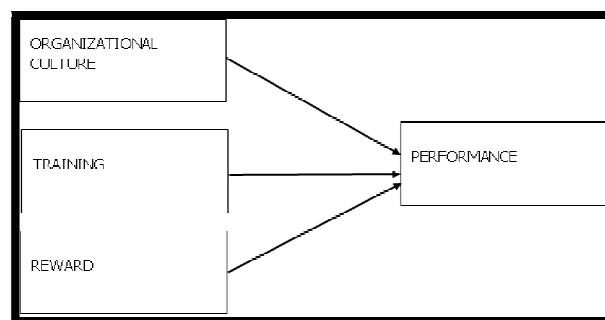 ORGANIZATIONAL
CULTURE
TRAINING
PERFORMANCE
REWARD